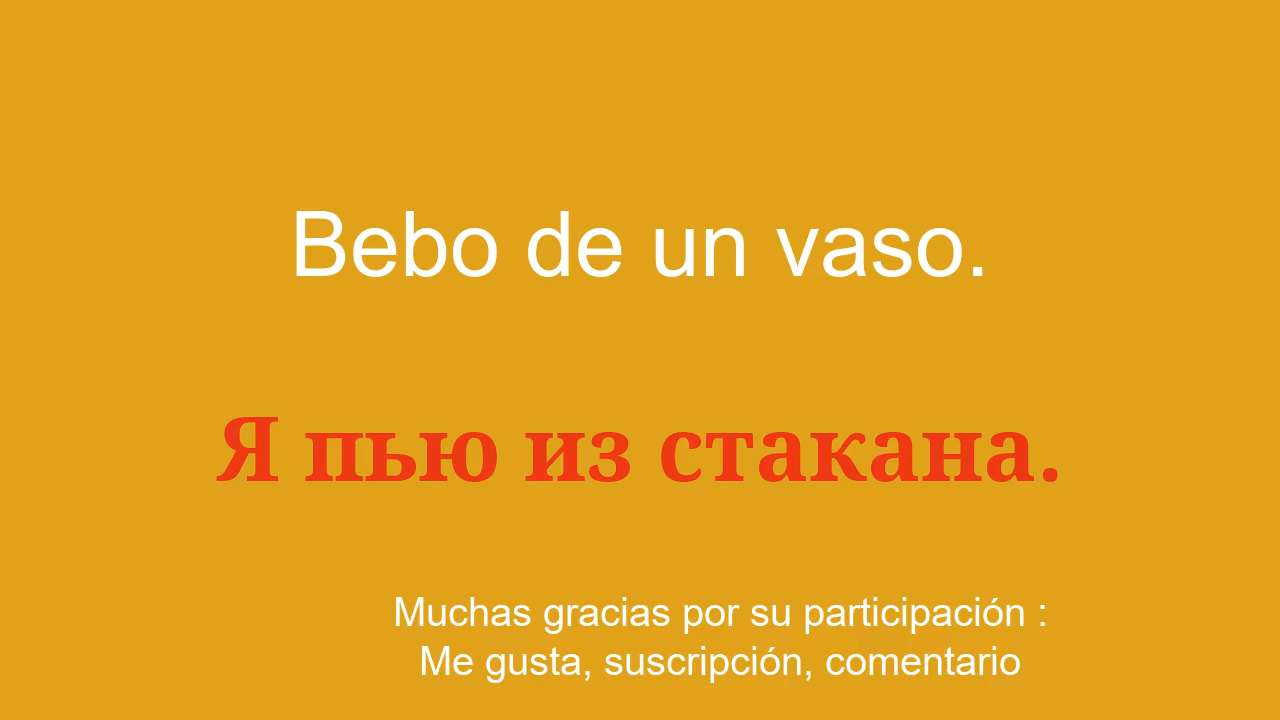 Bebo de un vaso.
Я пью из стакана.
Muchas gracias por su participación :
Me gusta, suscripción, comentario